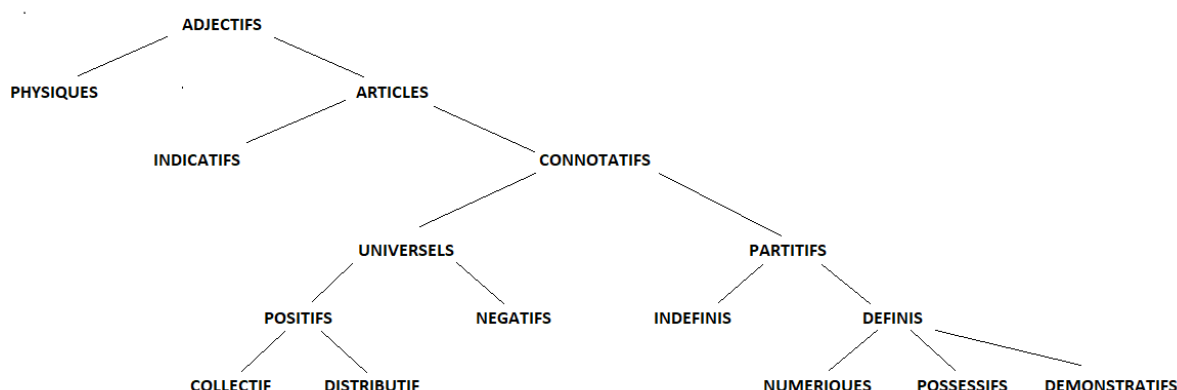 ADJECTIFS
PHYSIQUES ARTICLES
INDICATIFS CONNOTATIFS
UNIVERSELS PARTITIFS
POSITIFS NEGATIFS INDEFINIS DEFINIS
COLLECTIF DISTRIBUTIF NUMERIQUES POSSESSIFS DEMONSTRATIFS